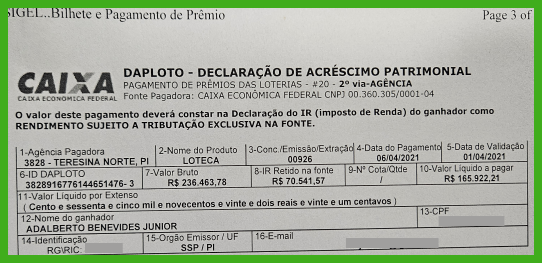 SIGEL..Bilhete e Pagamento de Prêmio
Page 3 of
CAIXA
CAIXA ECONÔMICA FEDERAL
DAPLOTO - DECLARAÇÃO DE ACRÉSCIMO PATRIMONIAL
PAGAMENTO DE PRÊMIOS DAS LOTERIAS - #20 - 2º via-AGÊNCIA
Fonte Pagadora: CAIXA ECONÔMICA FEDERAL CNPJ 00.360.305/0001-04
O valor deste pagamento deverá constar na Declaração do IR (imposto de Renda) do ganhador como
RENDIMENTO SUJEITO A TRIBUTAÇÃO EXCLUSIVA NA FONTE.
1-Agência Pagadora 2-Nome do Produto 3-Conc./Emissão/Extração 4-Data do Pagamento 5-Data de Validação
3828 - TERESINA NORTE, PI LOTECA 00926 06/04/2021 01/04/2021
6-ID DAPLOTO 7-Valor Bruto 8-IR Retido na fonte 9-Nº Cota/Qtde 10-Valor Líquido a pagar
3828916776144651476- 3 R$ 236.463,78 R$ 70.541,57 / R$ 165.922,21
11-Valor Líquido por Extenso
( Cento e sessenta e cinco mil e novecentos e vinte e dois reais e vinte e um centavos )
12-Nome do ganhador 13-CPF
ADALBERTO BENEVIDES JUNIOR
14-Identificação 15-Orgão Emissor / UF 16-E-mail
RG\RIC: SSP / PI